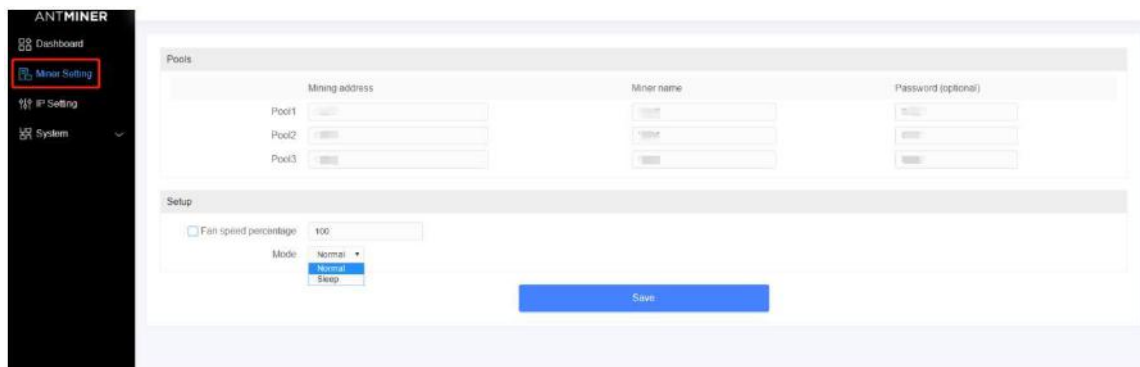 ANTMINER
Dashboard
Miner Setting
IP Setting
System
Pools
Mining address Miner name Password (optional)
Pool1
Pool2
Pool3
Setup
Fan speed percentage 100
Mode Normal
Normal
Sleep
Save